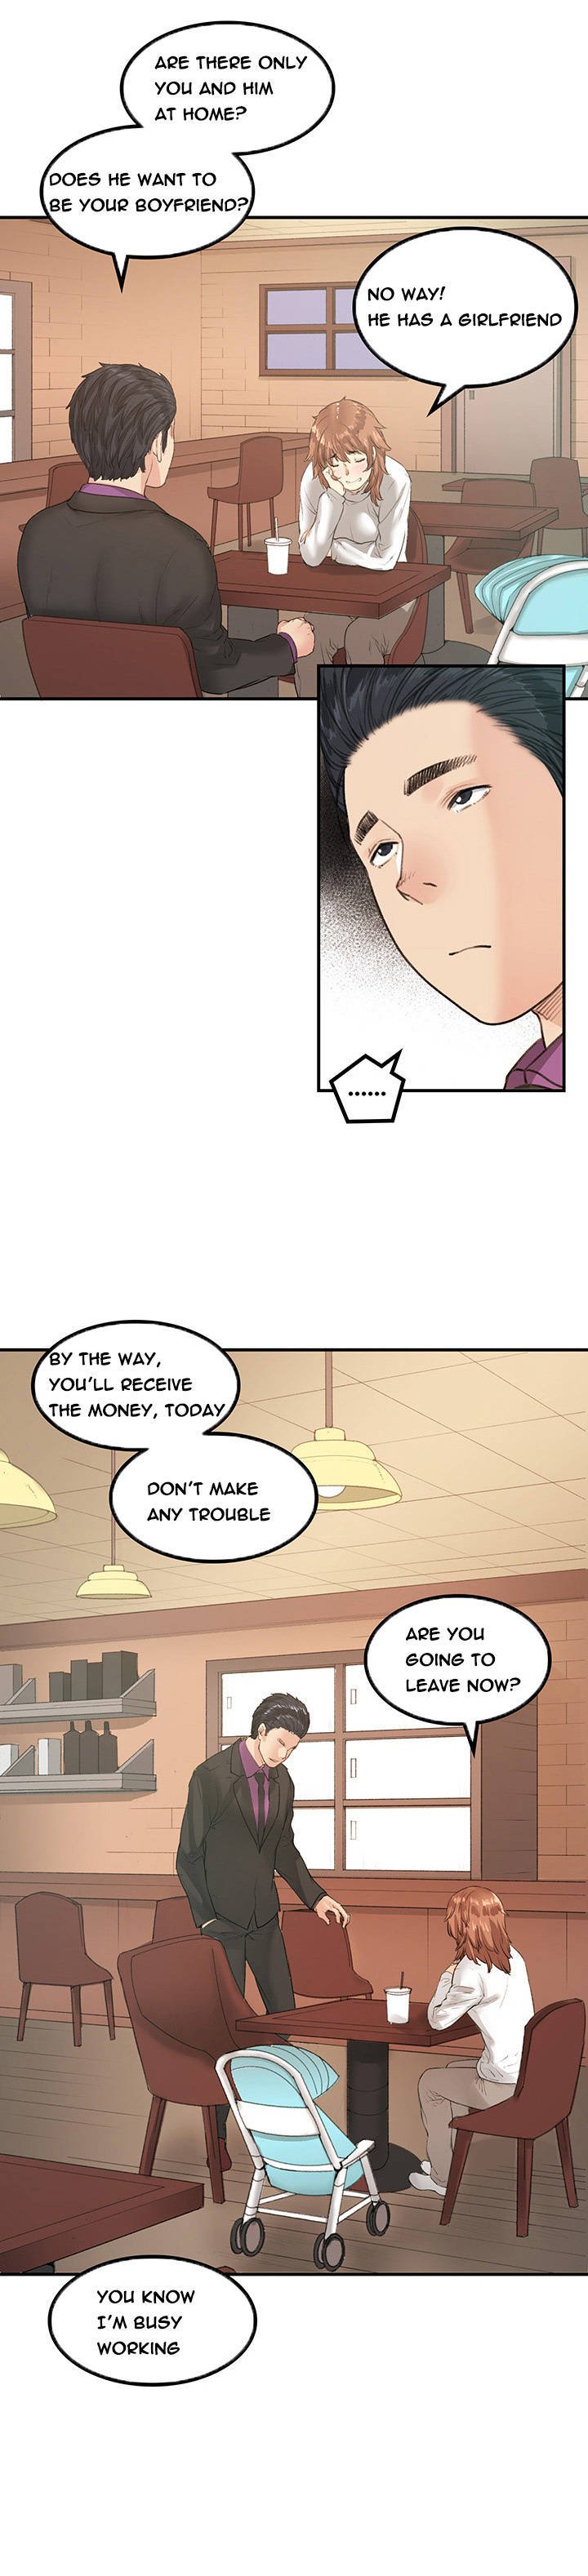 ARE THERE ONLY
YOU AND HIM
AT HOME?
DOES HE WANT TO
BE YOUR BOYFRIEND?
NO WAY!
HE HAS A GIRLFRIEND
......
BY THE WAY,
YOU'LL RECEIVE
THE MONEY, TODAY
DON'T MAKE
ANY TROUBLE
ARE YOU
GOING TO
LEAVE NOW?
YOU KNOW
I'M BUSY
WORKING